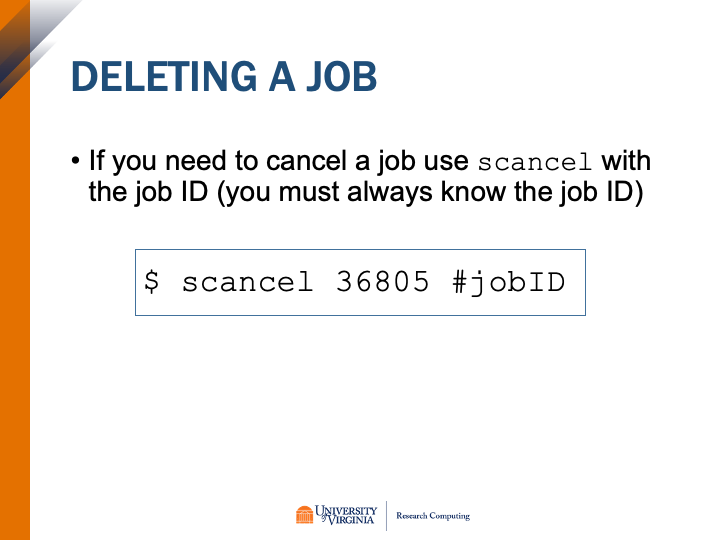 DELETING A JOB
• If you need to cancel a job use scancel with
the job ID (you must always know the job ID)
$ scancel 36805 #jobID
UNIVERSITY
of VIRGINIA
Research Computing